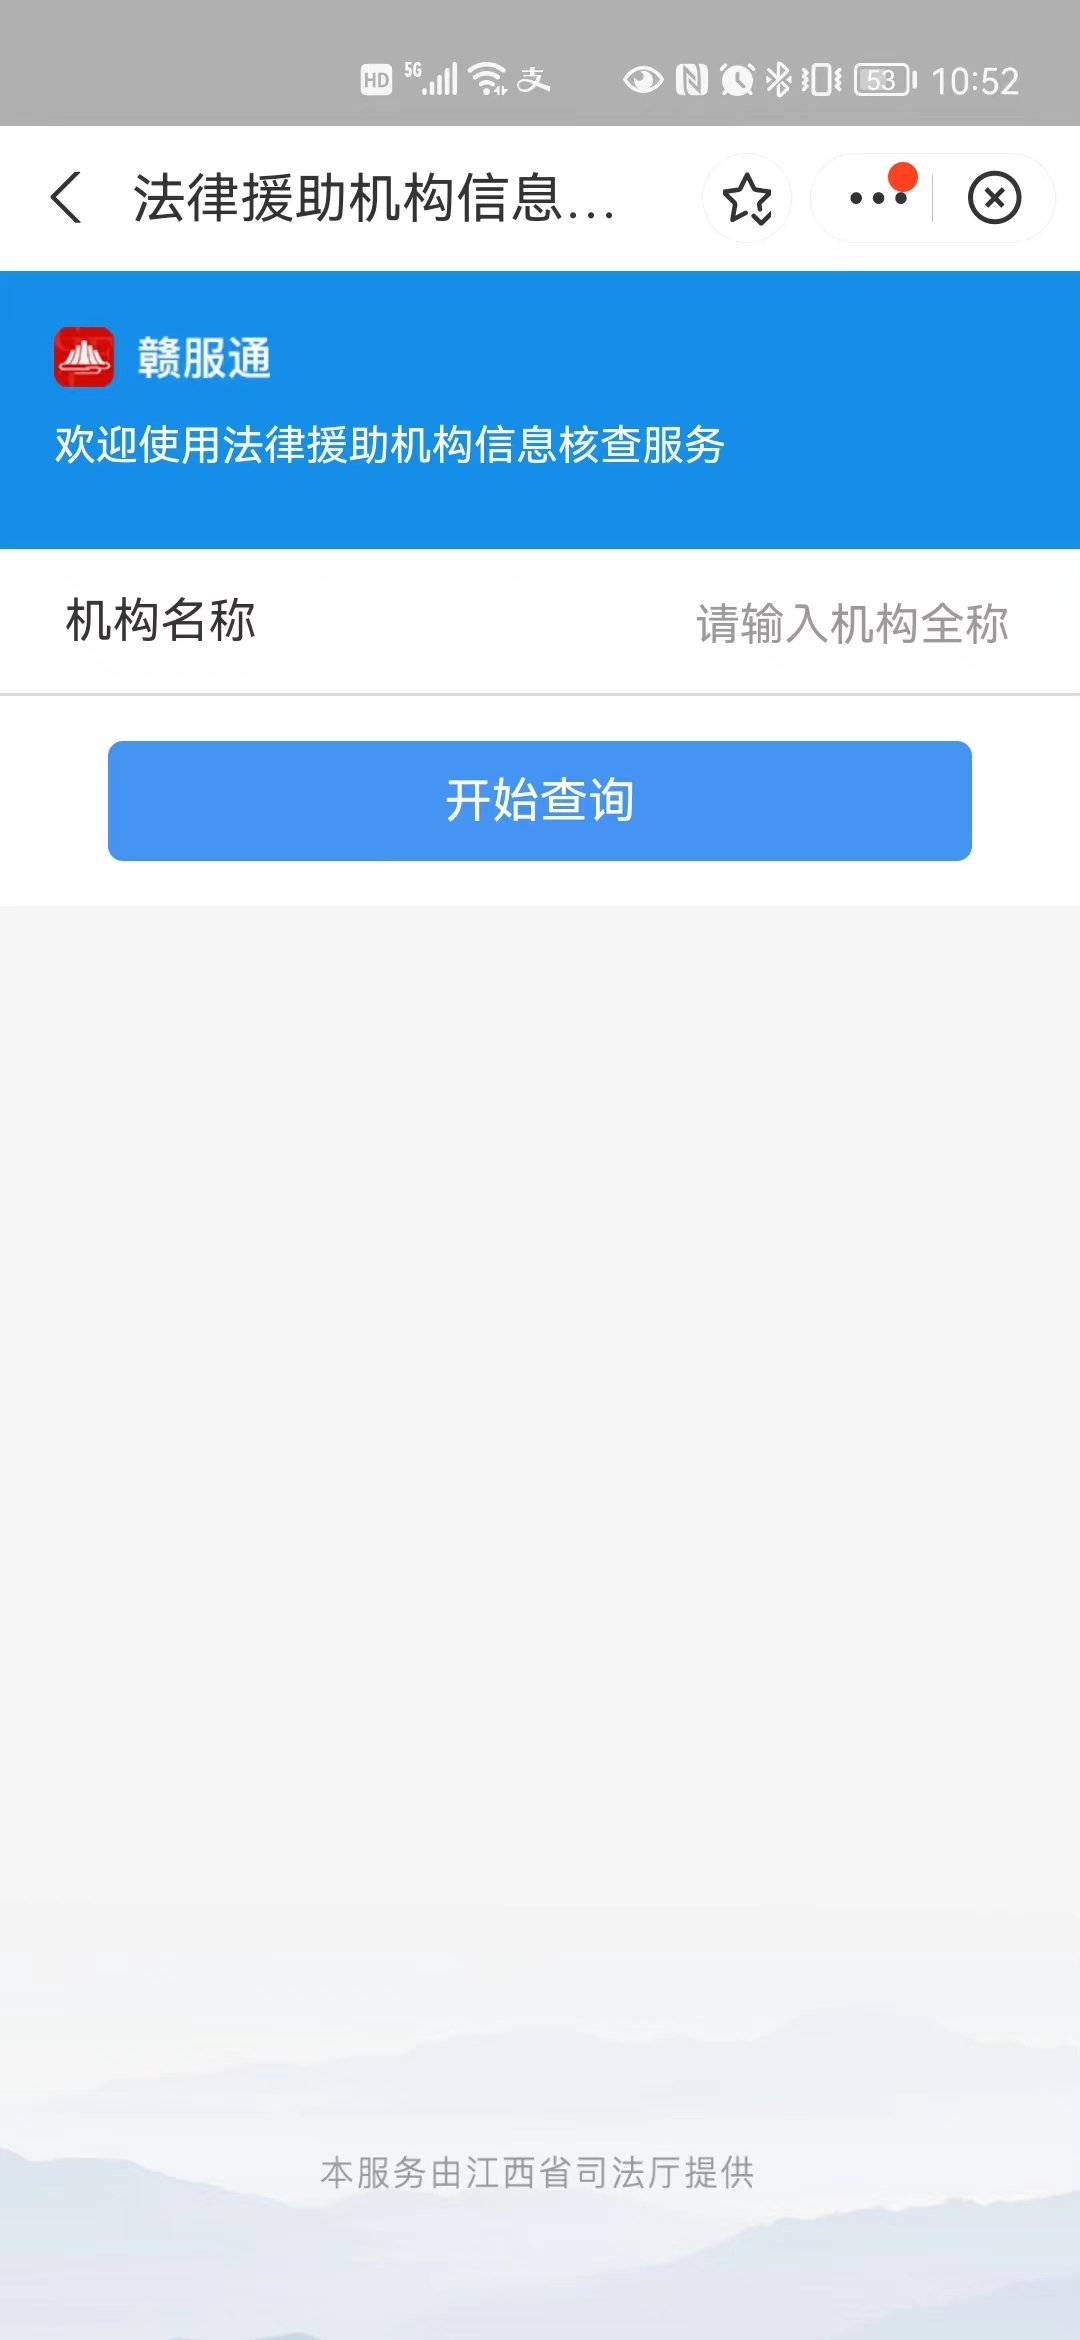 HD 5G 支 53 10:52
法律援助机构信息...
赣服通
欢迎使用法律援助机构信息核查服务
机构名称 请输入机构全称
开始查询
本服务由江西省司法厅提供